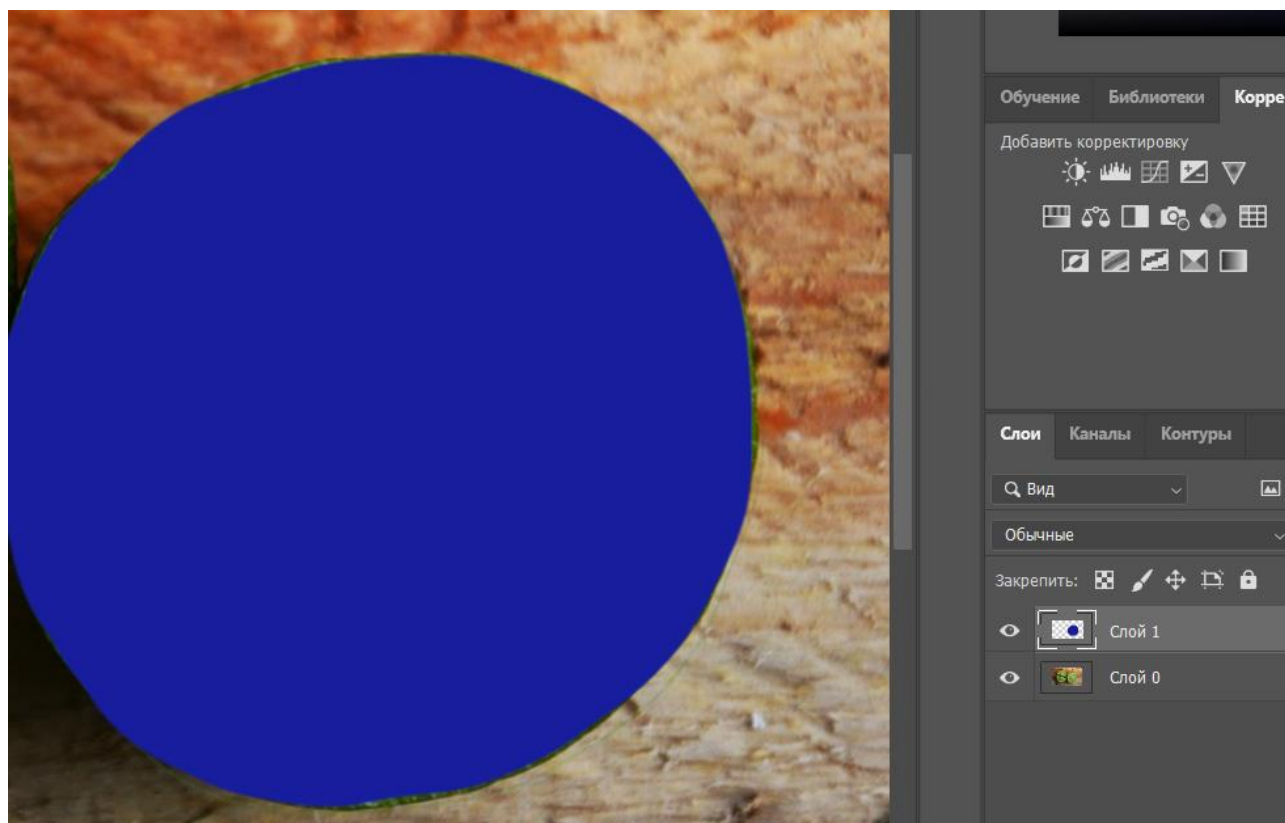 Обучение Библиотеки Корре
Добавить корректировку
Слои Каналы Контуры
Вид
Обычные
Закрепить:
Слой 1
Слой 0